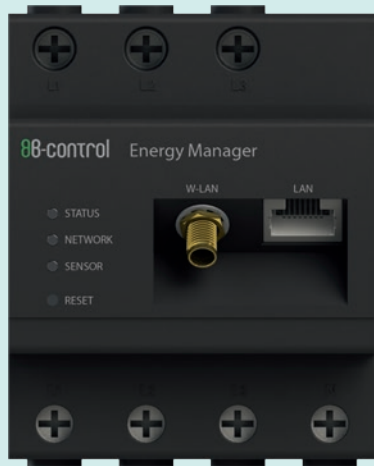 L1 L2 L3
B-control Energy Manager
W-LAN LAN
STATUS
NETWORK
SENSOR
RESET